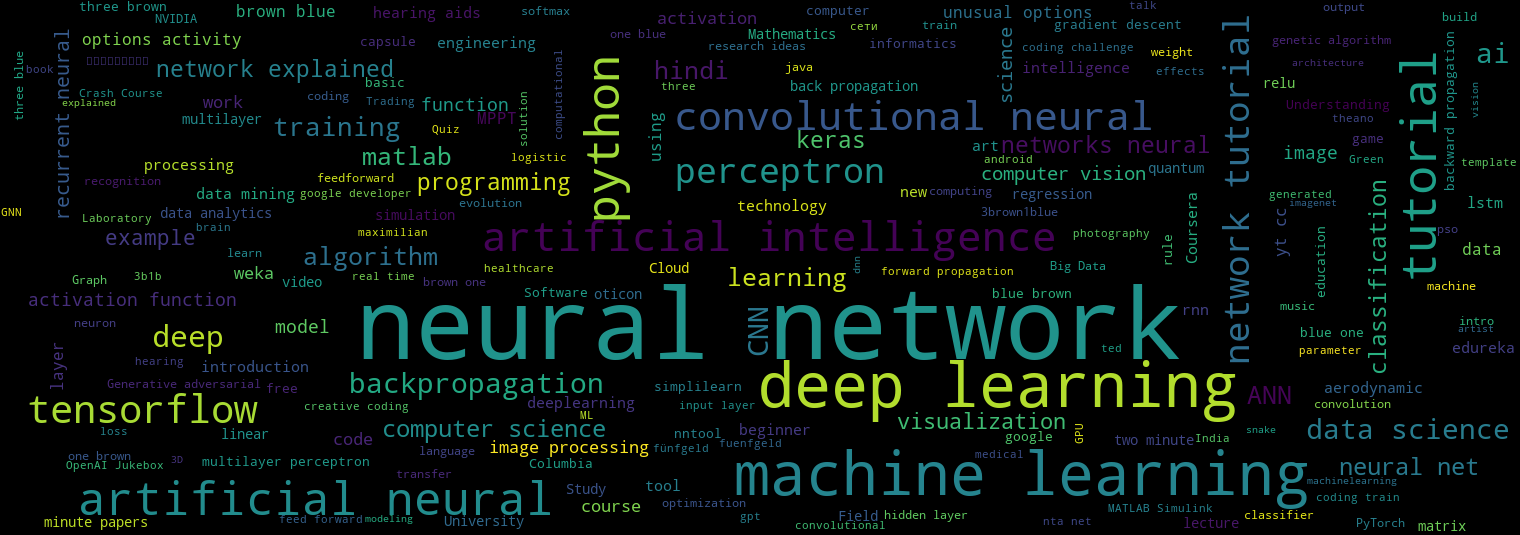 three brown
NVIDIA
brown blue
hearing aids
softmax
activation
computer
unusual options
talk
output
build
options activity
capsule
engineering
one blue
research ideas
Mathematics
сети
informatics
train
gradient descent
coding challenge
weight
genetic algorithm
ai
three blue
book
recurrent neural
network explained
basic
hindi
java
science
intelligence
effects
architecture
relu
tutorial
backward propagation
vision
Crash Course
explained
work
coding
Trading
function
solution
computational
python
three
back propagation
network tutorial
Understanding
theano
multilayer
training
Quiz
MPPT
using
convolutional neural
keras
art
networks neural
game
image
Green
template
processing
matlab
logistic
perceptron
android
computer vision
quantum
recognition
data mining
feedforward
google developer
programming
new
computing
regression
generated
imagenet
lstm
GNN
Laboratory
data analytics
brain
evolution
simulation
technology
3brown1blue
Coursera
yt cc
classification
pso
example
maximilian
artificial intelligence
photography
rule
education
data
learn
algorithm
Graph
3b1b
weka
video
real time
brown one
healthcare
Cloud
learning
dnn
forward propagation
Big Data
machine
activation function
Software
oticon
blue brown
rnn
music
neuron
deep
model
neural network
CNN
ted
blue one
intro
artist
layer
hearing
introduction
parameter
edureka
Generative adversarial
free
backpropagation
simplilearn
deep learning
ANN
aerodynamic
tensorflow
creative coding
deeplearning
ML
input layer
convolution
loss
linear
code
computer science
nntool
beginner
visualization
google
GPU
two minute
India
snake
data science
one brown
OpenAI Jukebox
3D
multilayer perceptron
language
image processing
fünfgeld
fuenfgeld
medical
transfer
Columbia
machine learning
neural net
machinelearning
artificial neural
Study
tool
coding train
minute papers
feed forward
modeling
University
course
optimization
gpt
convolutional
Field
hidden layer
nta net
MATLAB Simulink
lecture
classifier
PyTorch
matrix